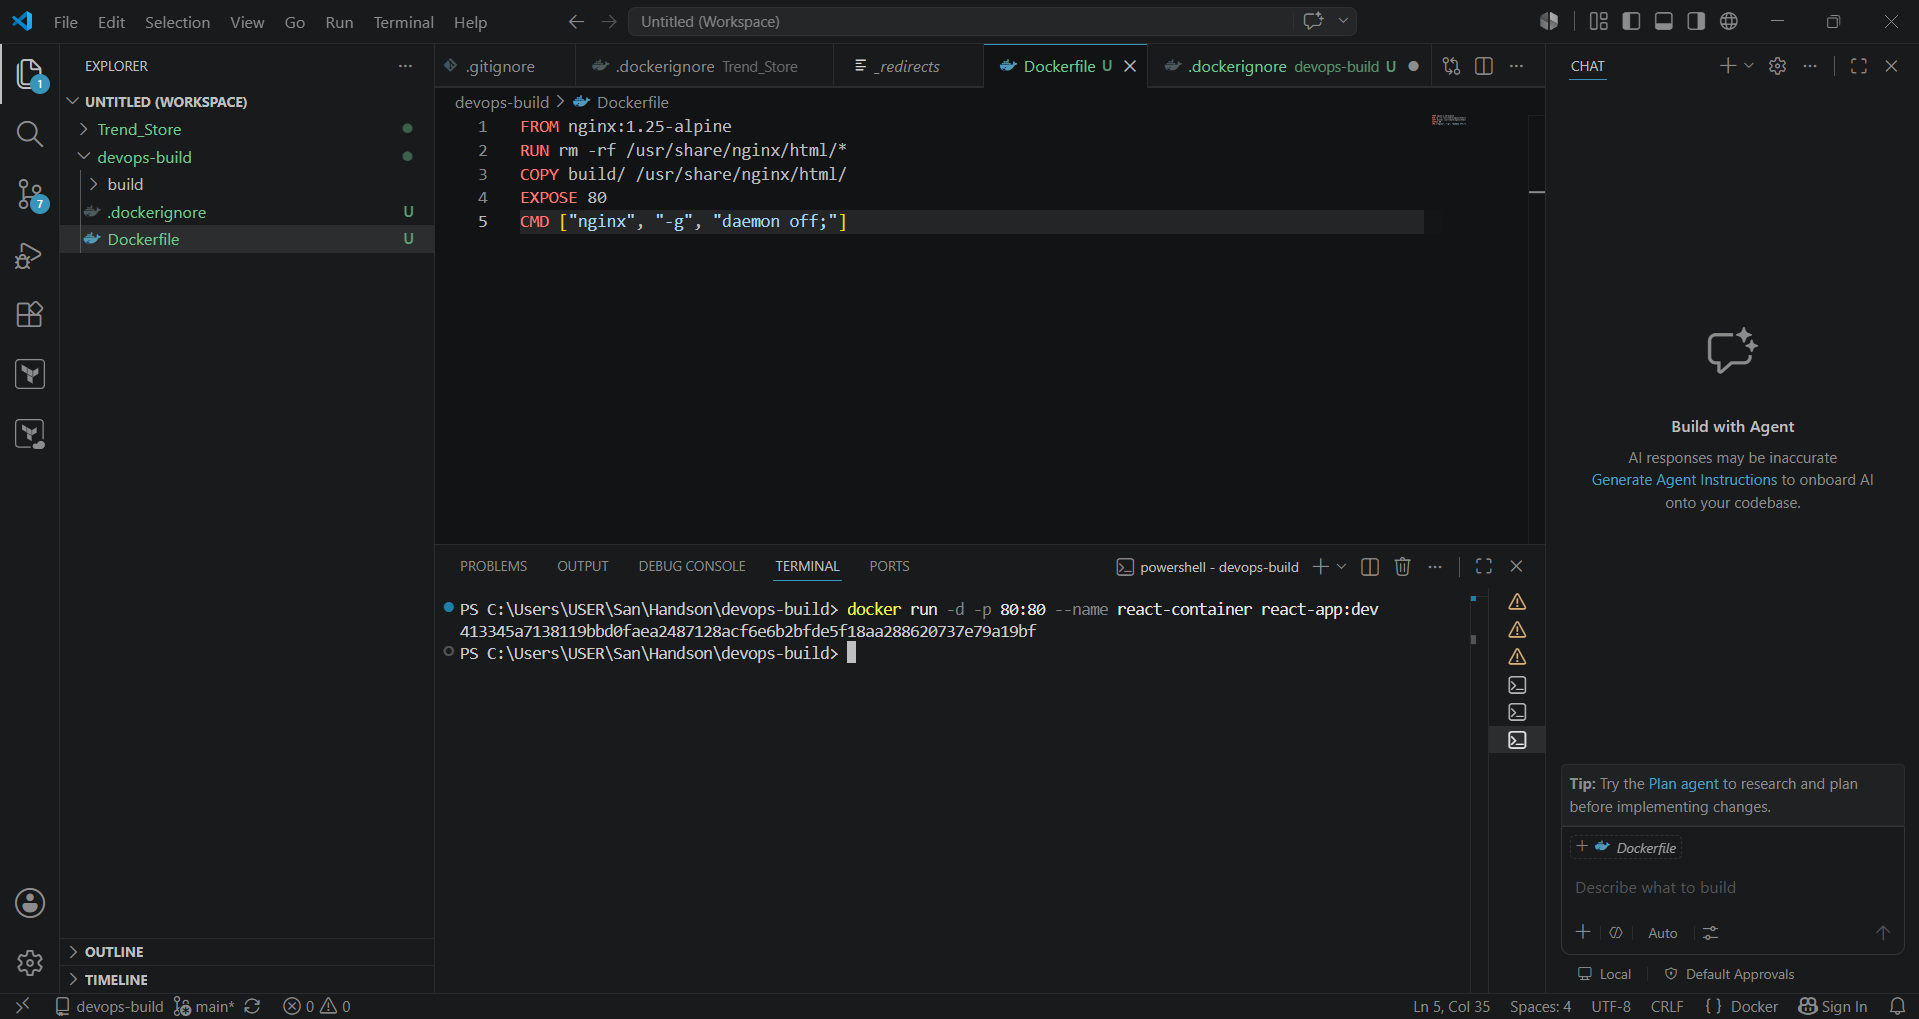 File Edit Selection View Go Run Terminal Help
Untitled (Workspace)
EXPLORER
1
7
UNTITLED (WORKSPACE)
Trend_Store
devops-build
build
.dockerignore U
Dockerfile U
OUTLINE
TIMELINE
.gitignore
.dockerignore Trend_Store
_redirects
Dockerfile U
.dockerignore devops-build U
devops-build > Dockerfile
1 FROM nginx:1.25-alpine
2 RUN rm -rf /usr/share/nginx/html/*
3 COPY build/ /usr/share/nginx/html/
4 EXPOSE 80
5 CMD ["nginx", "-g", "daemon off;"]
PROBLEMS OUTPUT DEBUG CONSOLE TERMINAL PORTS
powershell - devops-build
PS C:\Users\USER\San\Handson\devops-build> docker run -d -p 80:80 --name react-container react-app:dev
413345a7138119bbd0faea2487128acf6e6b2bfde5f18aa288620737e79a19bf
PS C:\Users\USER\San\Handson\devops-build>
CHAT
Build with Agent
AI responses may be inaccurate
Generate Agent Instructions to onboard AI
onto your codebase.
Tip: Try the Plan agent to research and plan
before implementing changes.
Dockerfile
Describe what to build
Auto
Local
Default Approvals
devops-build main* 0 0
Ln 5, Col 35 Spaces: 4 UTF-8 CRLF {} Docker Sign In